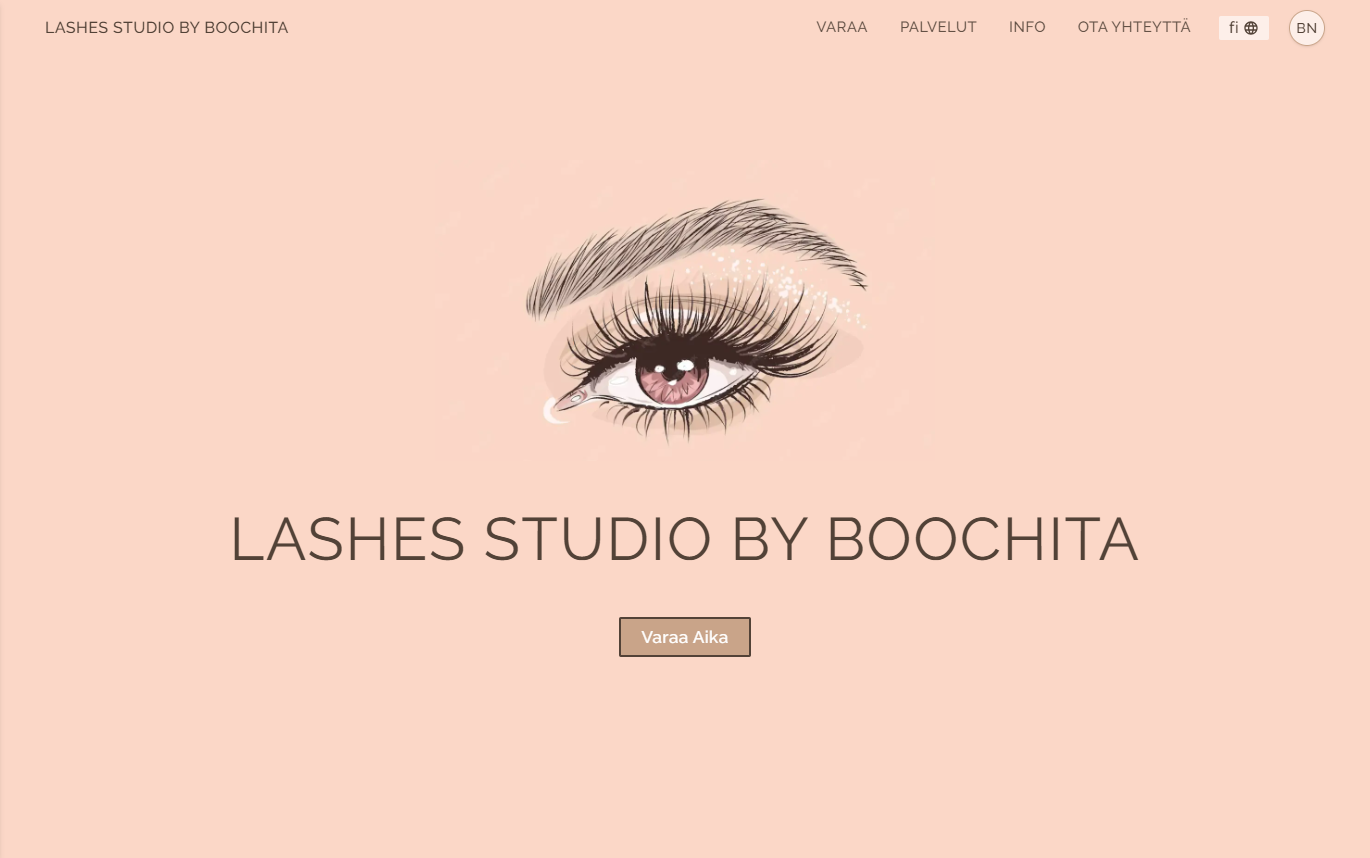 LASHES STUDIO BY BOOCHITA
VARAA PALVELUT INFO OTA YHTEYTTÄ fi BN
LASHES STUDIO BY BOOCHITA
Varaa Aika